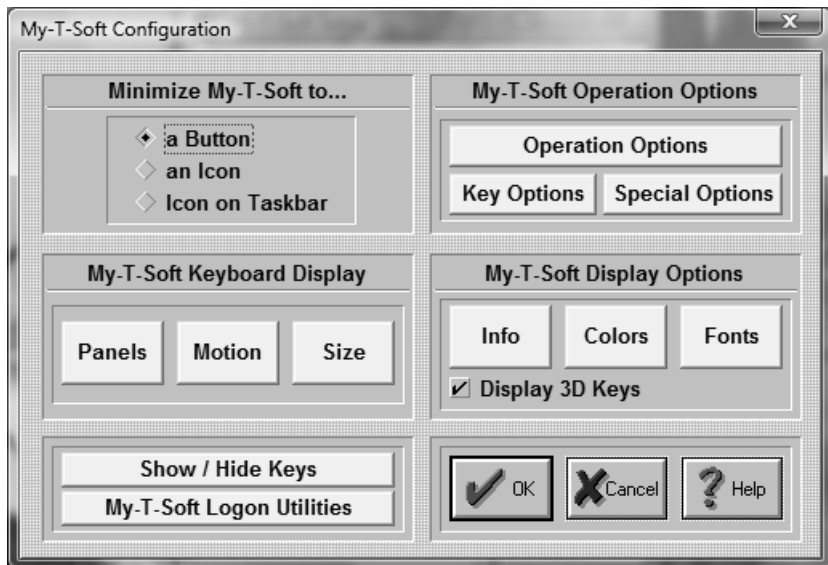 My-T-Soft Configuration
Minimize My-T-Soft to...
a Button
an Icon
Icon on Taskbar
My-T-Soft Operation Options
Operation Options
Key Options
Special Options
My-T-Soft Keyboard Display
Panels
Motion
Size
My-T-Soft Display Options
Info
Colors
Fonts
Display 3D Keys
Show / Hide Keys
My-T-Soft Logon Utilities
OK
Cancel
Help